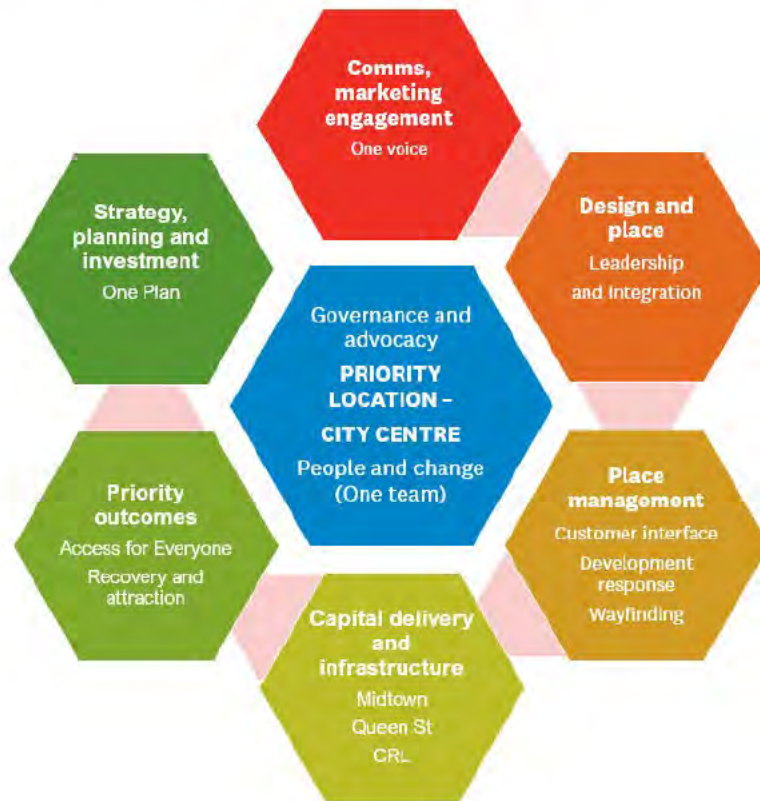 Comms,
marketing
engagement
One voice
Strategy,
planning and
investment
One Plan
Design and
place
Leadership
and Integration
Governance and
advocacy
PRIORITY
LOCATION –
CITY CENTRE
People and change
(One team)
Priority
outcomes
Access for Everyone
Recovery and
attraction
Place
management
Customer interface
Development
response
Wayfinding
Capital delivery
and
infrastructure
Midtown
Queen St
CRL